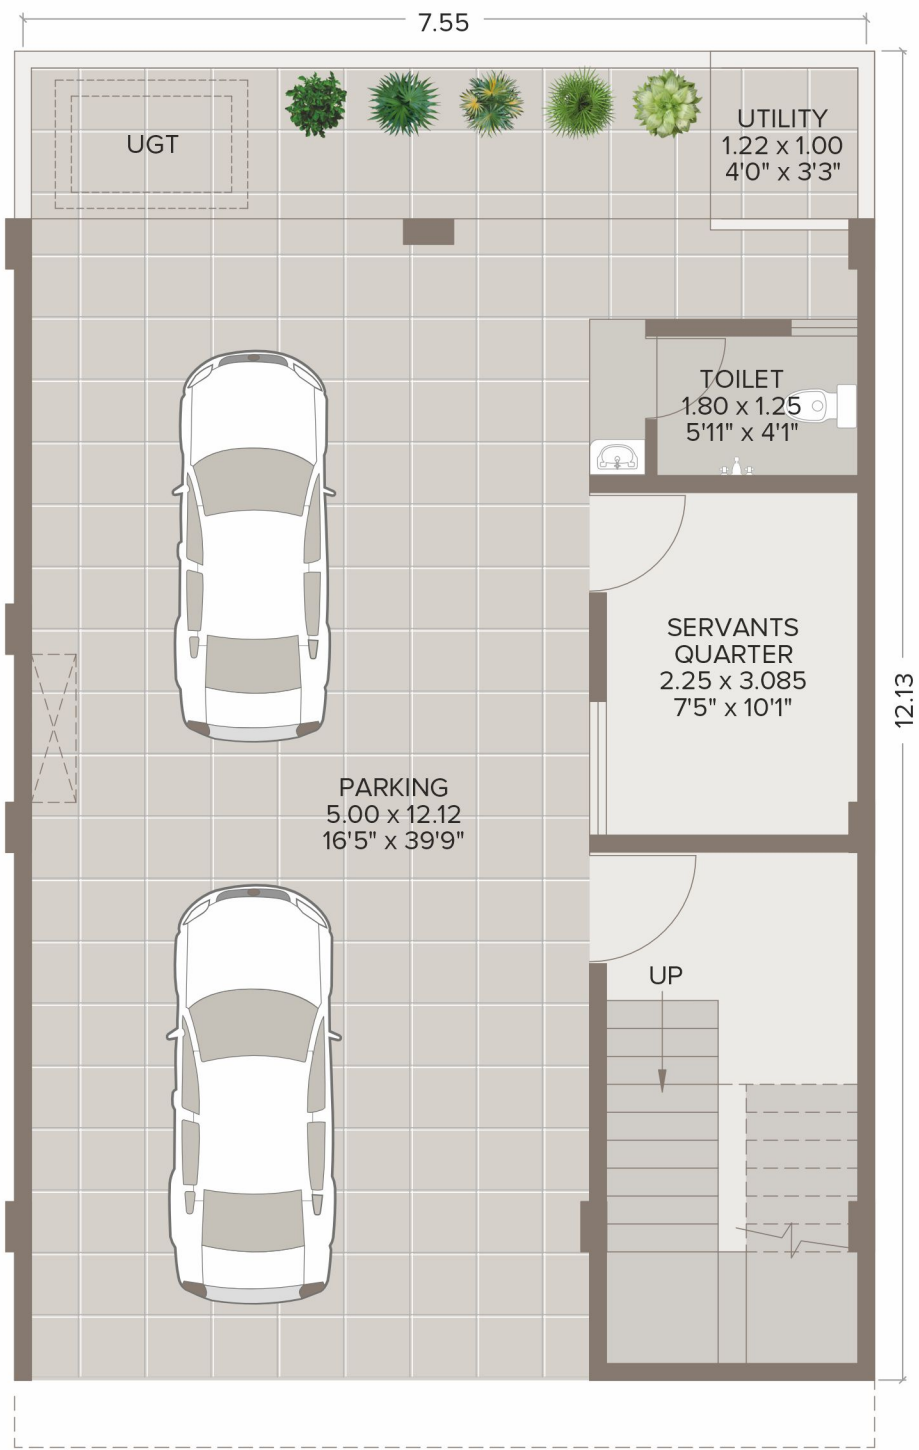 7.55
UGT
UTILITY
1.22 x 1.00
4'0" x 3'3"
TOILET
1.80 x 1.25
5'11" x 4'1"
SERVANTS
QUARTER
2.25 x 3.085
7'5" x 10'1"
12.13
PARKING
5.00 x 12.12
16'5" x 39'9"
UP